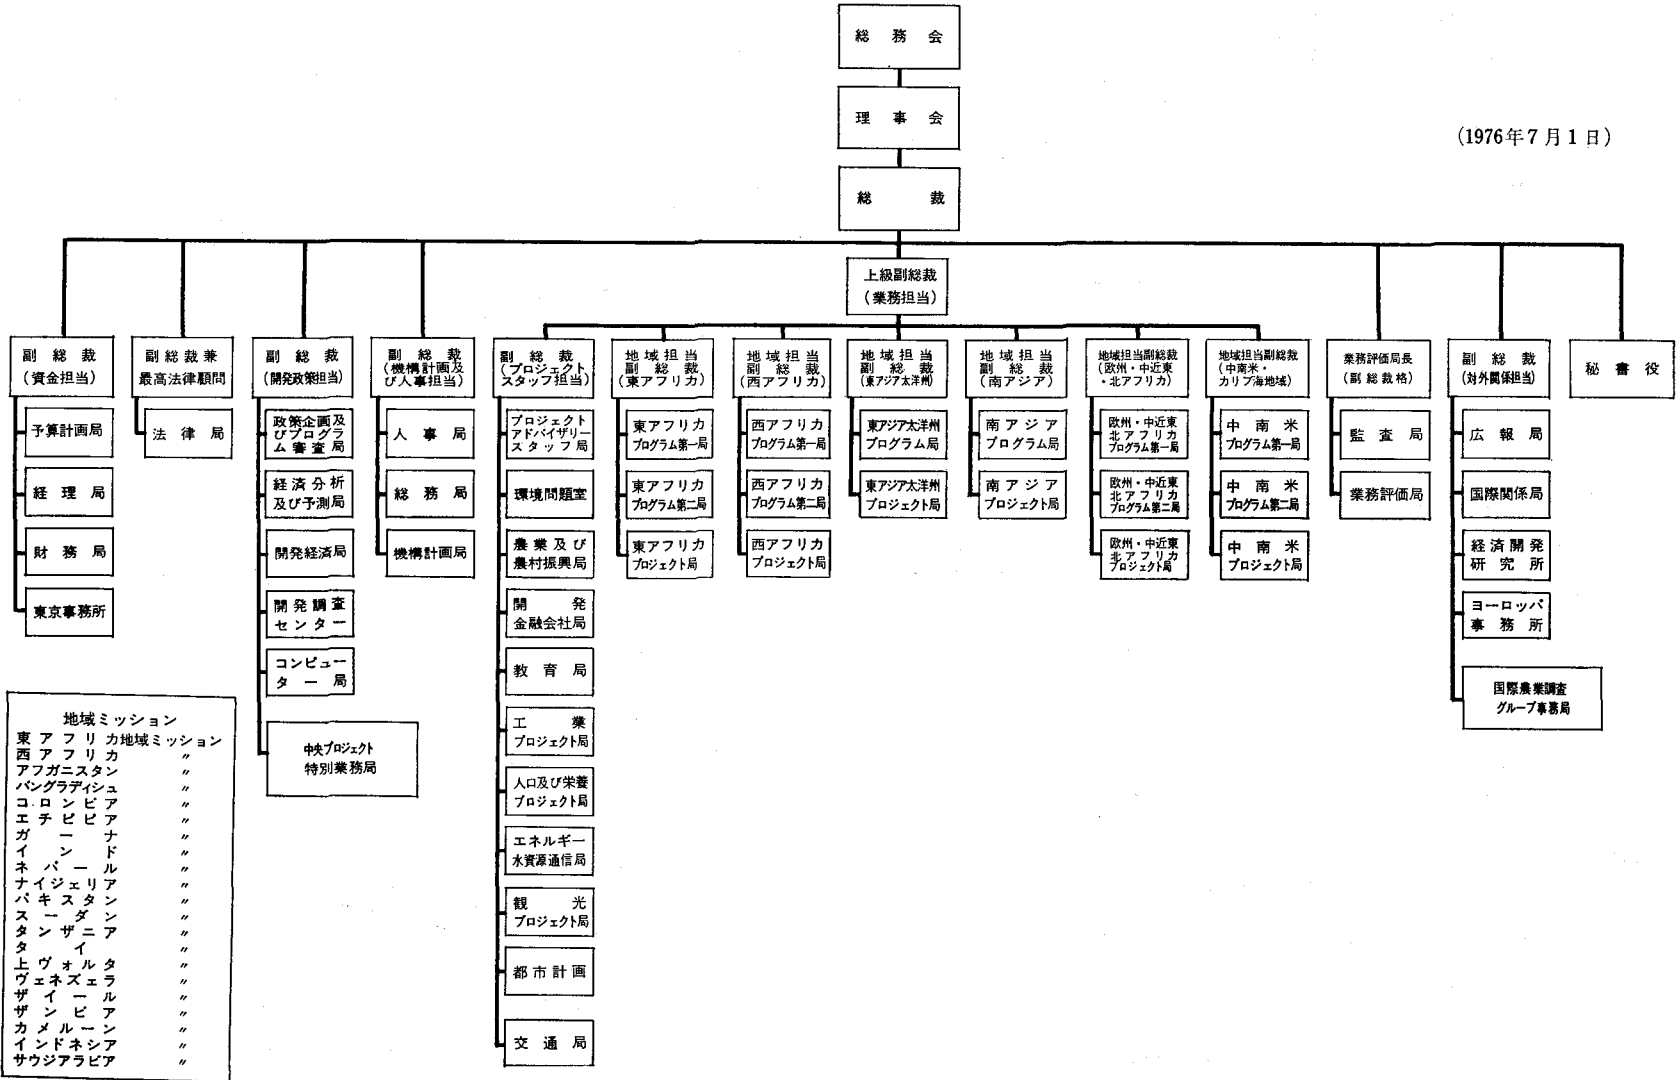 総務会
理事会
(1976年7月1日)
総裁
上級副総裁
(業務担当)
副総裁
(資金担当)
予算計画局
経理局
財務局
東京事務所
副総裁兼
最高法律顧問
法律局
副総裁
(開発政策担当)
政策企画及
びプログラ
ム審査局
経済分析
及び予測局
開発経済局
開発調査
センター
コンピュー
ター局
中央プロジェクト
特別業務局
副総裁
(機構計画及
び人事担当)
人事局
総務局
機構計画局
副総裁
(プロジェクト
スタッフ担当)
プロジェクト
アドバイザリー
スタッフ局
環境問題室
農業及び
農村振興局
開発
金融会社局
教育局
工業
プロジェクト局
人口及び栄養
プロジェクト局
エネルギー
水資源通信局
観光
プロジェクト局
都市計画
交通局
地域担当
副総裁
(東アフリカ)
東アフリカ
プログラム第一局
東アフリカ
プログラム第二局
東アフリカ
プロジェクト局
地域担当
副総裁
(西アフリカ)
西アフリカ
プログラム第一局
西アフリカ
プログラム第二局
西アフリカ
プロジェクト局
地域担当
副総裁
(東アジア太洋州)
東アジア太洋州
プログラム局
東アジア太洋州
プロジェクト局
地域担当
副総裁
(南アジア)
南アジア
プログラム局
南アジア
プロジェクト局
地域担当副総裁
(欧州・中近東
・北アフリカ)
欧州・中近東
北アフリカ
プログラム第一局
欧州・中近東
北アフリカ
プログラム第二局
欧州・中近東
北アフリカ
プロジェクト局
地域担当副総裁
(中南米・
カリブ海地域)
中南米
プログラム第一局
中南米
プログラム第二局
中南米
プロジェクト局
業務評価局長
(副総裁格)
監査局
業務評価局
副総裁
(対外関係担当)
広報局
国際関係局
経済開発
研究所
ヨーロッパ
事務所
国際農業調査
グループ事務局
秘書役
地域ミッション
東アフリカ地域ミッション
西アフリカ 〃
アフガニスタン 〃
バングラディシュ 〃
コロンビア 〃
エチピピア 〃
ガーナ 〃
インド 〃
ネパール 〃
ナイジェリア 〃
パキスタン 〃
スーダン 〃
タンザニア 〃
タイ 〃
上ヴォルタ 〃
ヴェネズェラ 〃
ザイール 〃
ザンビア 〃
カメルーン 〃
インドネシア 〃
サウジアラビア 〃